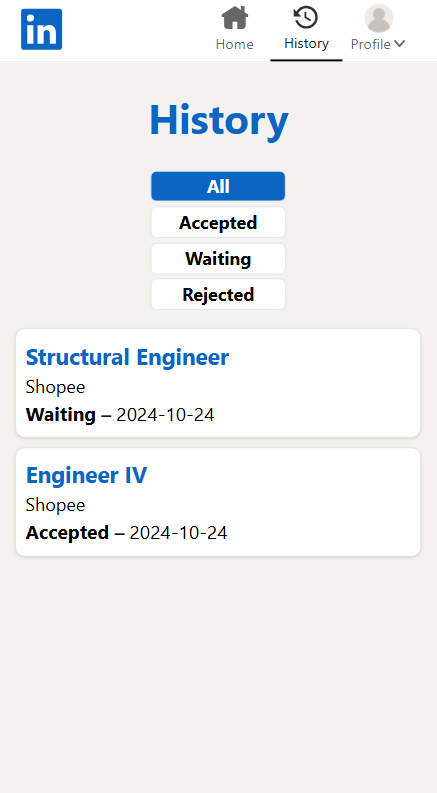 in
Home
History
Profile
History
All
Accepted
Waiting
Rejected
Structural Engineer
Shopee
Waiting – 2024-10-24
Engineer IV
Shopee
Accepted – 2024-10-24